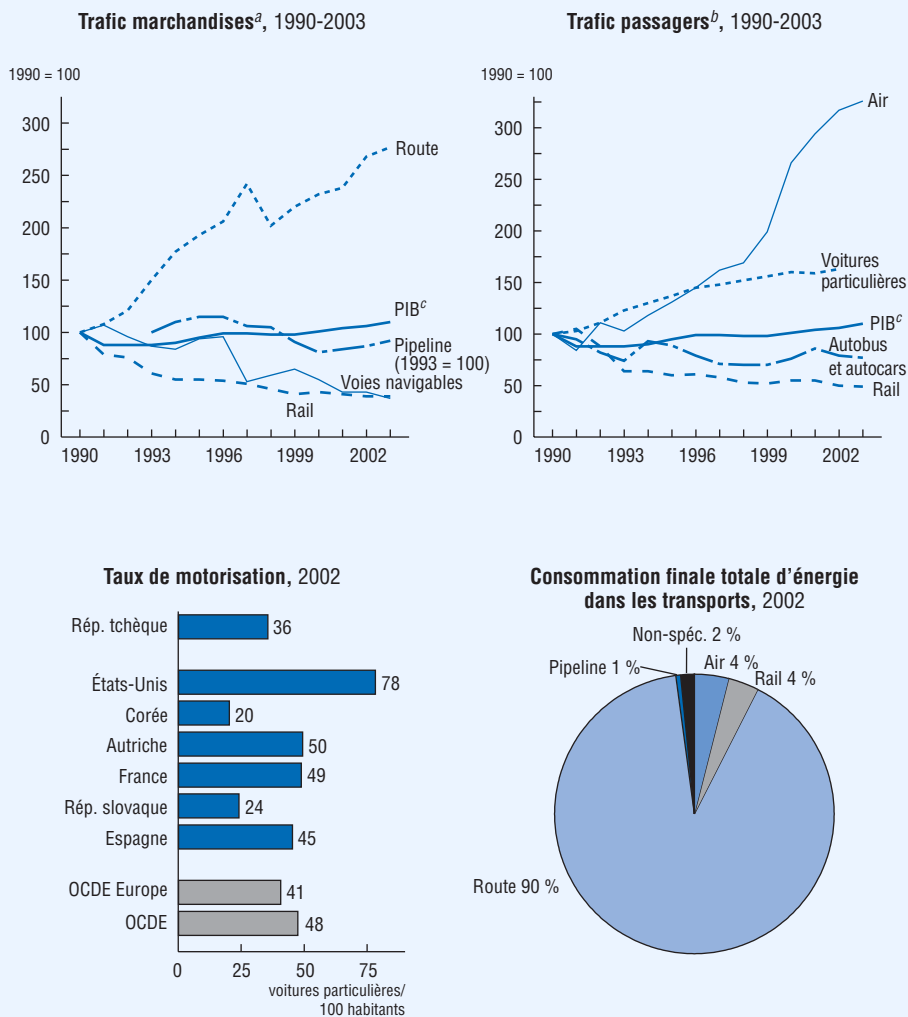 Trafic marchandisesᵃ, 1990-2003
1990 = 100
300
250
200
150
100
50
0
1990 1993 1996 1999 2002
Route
PIBᶜ
Pipeline
(1993 = 100)
Voies navigables
Rail
Trafic passagersᵇ, 1990-2003
1990 = 100
300
250
200
150
100
50
0
1990 1993 1996 1999 2002
Air
Voitures
particulières
PIBᶜ
Autobus
et autocars
Rail
Taux de motorisation, 2002
Rép. tchèque 36
États-Unis 78
Corée 20
Autriche 50
France 49
Rép. slovaque 24
Espagne 45
OCDE Europe 41
OCDE 48
0 25 50 75
voitures particulières/
100 habitants
Consommation finale totale d'énergie
dans les transports, 2002
Non-spéc. 2 %
Pipeline 1 %
Air 4 %
Rail 4 %
Route 90 %